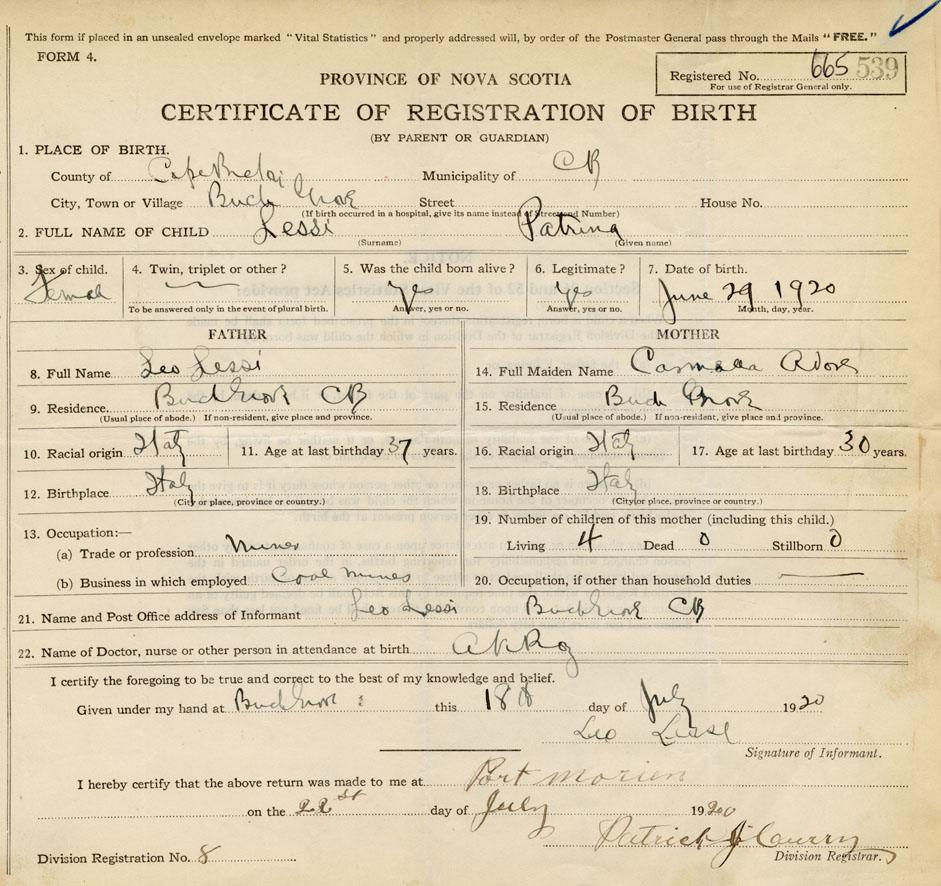 This form if placed in an unsealed envelope marked "Vital Statistics" and properly addressed will, by order of the Postmaster General pass through the Mails "FREE."
FORM 4.
Registered No. 665 539
For use of Registrar General only.
PROVINCE OF NOVA SCOTIA
CERTIFICATE OF REGISTRATION OF BIRTH
(BY PARENT OR GUARDIAN)
1. PLACE OF BIRTH.
County of Cape Breton Municipality of CB
City, Town or Village Birch Grove Street House No.
(If birth occurred in a hospital, give its name instead of Street and Number)
2. FULL NAME OF CHILD Lessi Patrina
(Surname) (Given name)
3. Sex of child. 4. Twin, triplet or other? 5. Was the child born alive? 6. Legitimate? 7. Date of birth.
Female Yes Yes June 29 1920
To be answered only in the event of plural birth. Answer, yes or no. Answer, yes or no. Month, day, year.
FATHER
8. Full Name Leo Lessi
9. Residence. Birch Grove CB
(Usual place of abode.) If non-resident, give place and province.
10. Racial origin Italy 11. Age at last birthday 37 years.
12. Birthplace Italy
(City or place, province or country.)
13. Occupation:—
(a) Trade or profession Miner
(b) Business in which employed Coal Mines
MOTHER
14. Full Maiden Name
15. Residence Birch Grove
(Usual place of abode.) If non-resident, give place and province.
16. Racial origin Italy 17. Age at last birthday 30 years.
18. Birthplace Italy
(City or place, province or country.)
19. Number of children of this mother (including this child.)
Living 4 Dead 0 Stillborn 0
20. Occupation, if other than household duties
21. Name and Post Office address of Informant Leo Lessi Birch Grove CB
22. Name of Doctor, nurse or other person in attendance at birth
I certify the foregoing to be true and correct to the best of my knowledge and belief.
Given under my hand at Birch Grove this 18th day of July 1920
Leo Lessi
Signature of Informant.
I hereby certify that the above return was made to me at Port Morien
on the 22st day of July 1920
Patrick J Curry
Division Registration No. 8 Division Registrar.